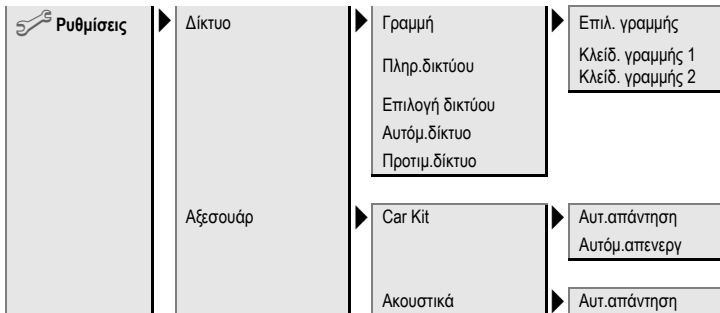 Ρυθμίσεις
Δίκτυο
Γραμμή
Επιλ. γραμμής
Κλείδ. γραμμής 1
Κλείδ. γραμμής 2
Πληρ.δικτύου
Επιλογή δικτύου
Αυτόμ.δίκτυο
Προτιμ.δίκτυο
Αξεσουάρ
Car Kit
Αυτ.απάντηση
Αυτόμ.απενεργ
Ακουστικά
Αυτ.απάντηση